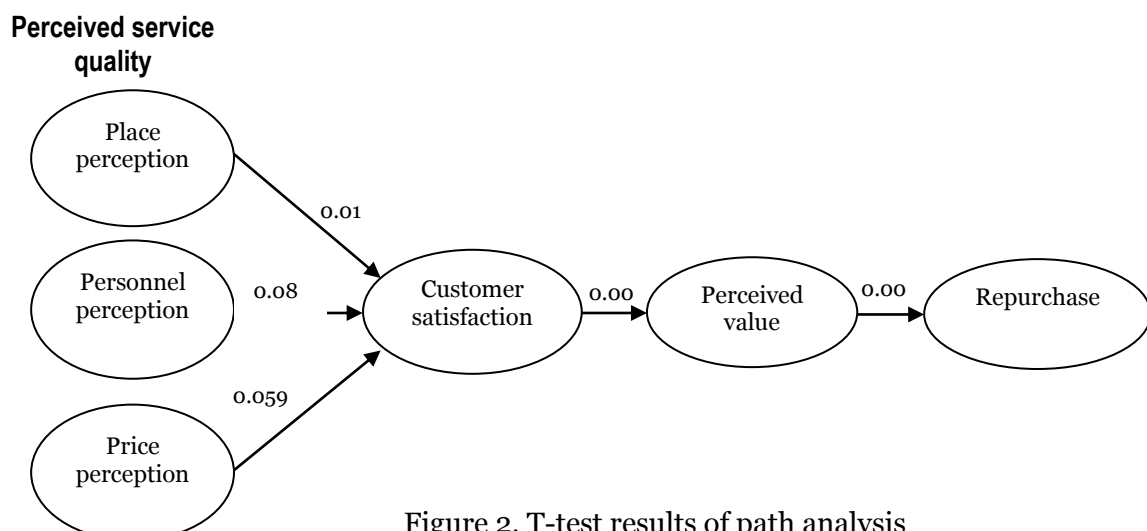 Perceived service
quality
Place
perception
0.01
Personnel
perception
0.08
Customer
satisfaction
0.00
Perceived
value
0.00
Repurchase
0.059
Price
perception
Figure 2. T-test results of path analysis